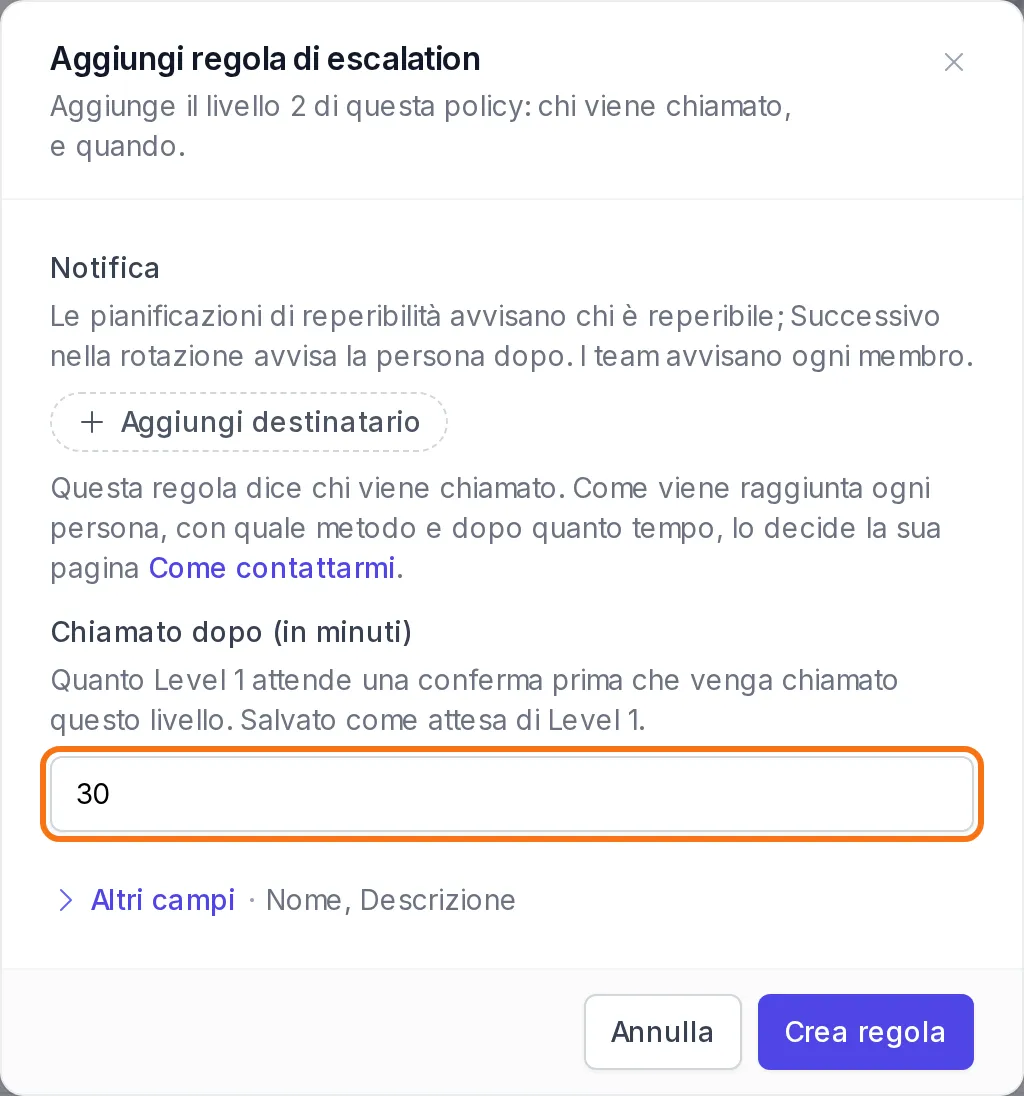 Aggiungi regola di escalation
Aggiunge il livello 2 di questa policy: chi viene chiamato,
e quando.
Notifica
Le pianificazioni di reperibilità avvisano chi è reperibile; Successivo
nella rotazione avvisa la persona dopo. I team avvisano ogni membro.
+ Aggiungi destinatario
Questa regola dice chi viene chiamato. Come viene raggiunta ogni
persona, con quale metodo e dopo quanto tempo, lo decide la sua
pagina Come contattarmi.
Chiamato dopo (in minuti)
Quanto Level 1 attende una conferma prima che venga chiamato
questo livello. Salvato come attesa di Level 1.
30
Altri campi · Nome, Descrizione
Annulla
Crea regola